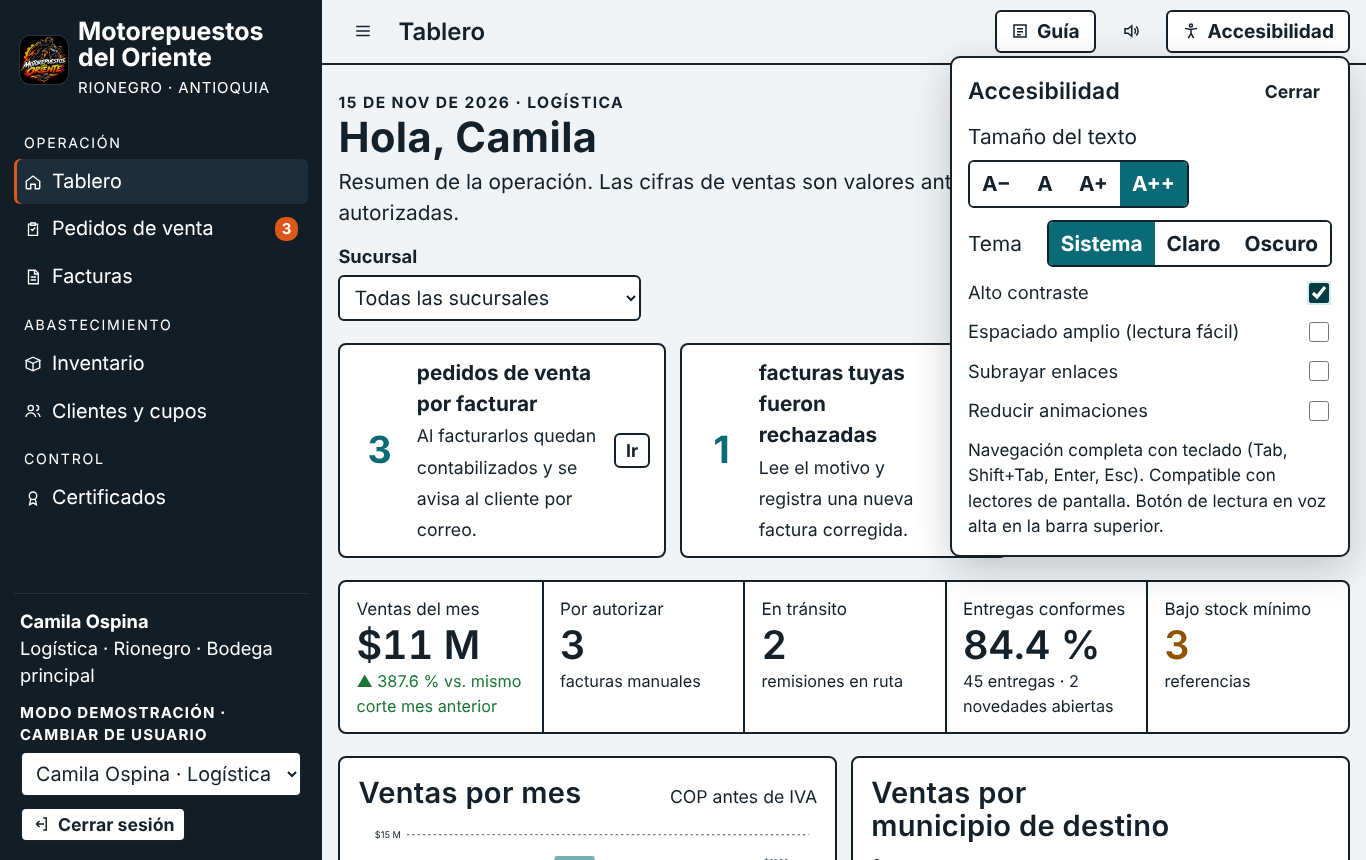 Motorepuestos
del Oriente
RIONEGRO · ANTIOQUIA
OPERACIÓN
Tablero
Pedidos de venta
3
Facturas
ABASTECIMIENTO
Inventario
Clientes y cupos
CONTROL
Certificados
Camila Ospina
Logística · Rionegro · Bodega
principal
MODO DEMOSTRACIÓN ·
CAMBIAR DE USUARIO
Camila Ospina · Logística
Cerrar sesión
Tablero
Guía
Accesibilidad
15 DE NOV DE 2026 · LOGÍSTICA
Hola, Camila
Resumen de la operación. Las cifras de ventas son valores ant
autorizadas.
Sucursal
Todas las sucursales
3
pedidos de venta
por facturar
Al facturarlos quedan
contabilizados y se
avisa al cliente por
correo.
Ir
1
facturas tuyas
fueron
rechazadas
Lee el motivo y
registra una nueva
factura corregida.
Accesibilidad
Cerrar
Tamaño del texto
A− A A+ A++
Tema
Sistema Claro Oscuro
Alto contraste
Espaciado amplio (lectura fácil)
Subrayar enlaces
Reducir animaciones
Navegación completa con teclado (Tab,
Shift+Tab, Enter, Esc). Compatible con
lectores de pantalla. Botón de lectura en voz
alta en la barra superior.
Ventas del mes
$11 M
▲ 387.6 % vs. mismo
corte mes anterior
Por autorizar
3
facturas manuales
En tránsito
2
remisiones en ruta
Entregas conformes
84.4 %
45 entregas · 2
novedades abiertas
Bajo stock mínimo
3
referencias
Ventas por mes
COP antes de IVA
$15 M
Ventas por
municipio de destino